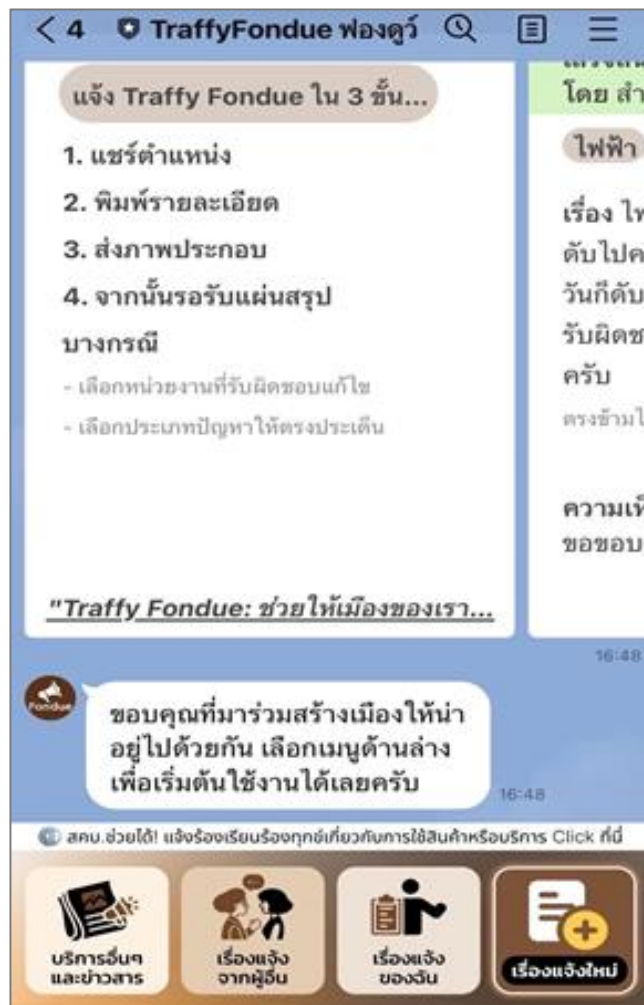 4 TraffyFondue ฟองดูว์
แจ้ง Traffy Fondue ใน 3 ขั้น...
1. แชร์ตำแหน่ง
2. พิมพ์รายละเอียด
3. ส่งภาพประกอบ
4. จากนั้นรอรับแผ่นสรุป
บางกรณี
- เลือกหน่วยงานที่รับผิดชอบแก้ไข
- เลือกประเภทปัญหาให้ตรงประเด็น
"Traffy Fondue: ช่วยให้เมืองของเรา...
โดย สำ
ไฟฟ้า
เรื่อง ไฟ
ดับไปค
วันก็ดับ
รับผิดช
ครับ
ตรงข้ามไ
ความเห็
ขอขอบ
16:48
Fondue
ขอบคุณที่มาร่วมสร้างเมืองให้น่า
อยู่ไปด้วยกัน เลือกเมนูด้านล่าง
เพื่อเริ่มต้นใช้งานได้เลยครับ
16:48
สคบ.ช่วยได้! แจ้งร้องเรียนร้องทุกข์เกี่ยวกับการใช้สินค้าหรือบริการ Click ที่นี่
บริการอื่นๆ
และข่าวสาร
เรื่องแจ้ง
จากผู้อื่น
เรื่องแจ้ง
ของฉัน
เรื่องแจ้งใหม่